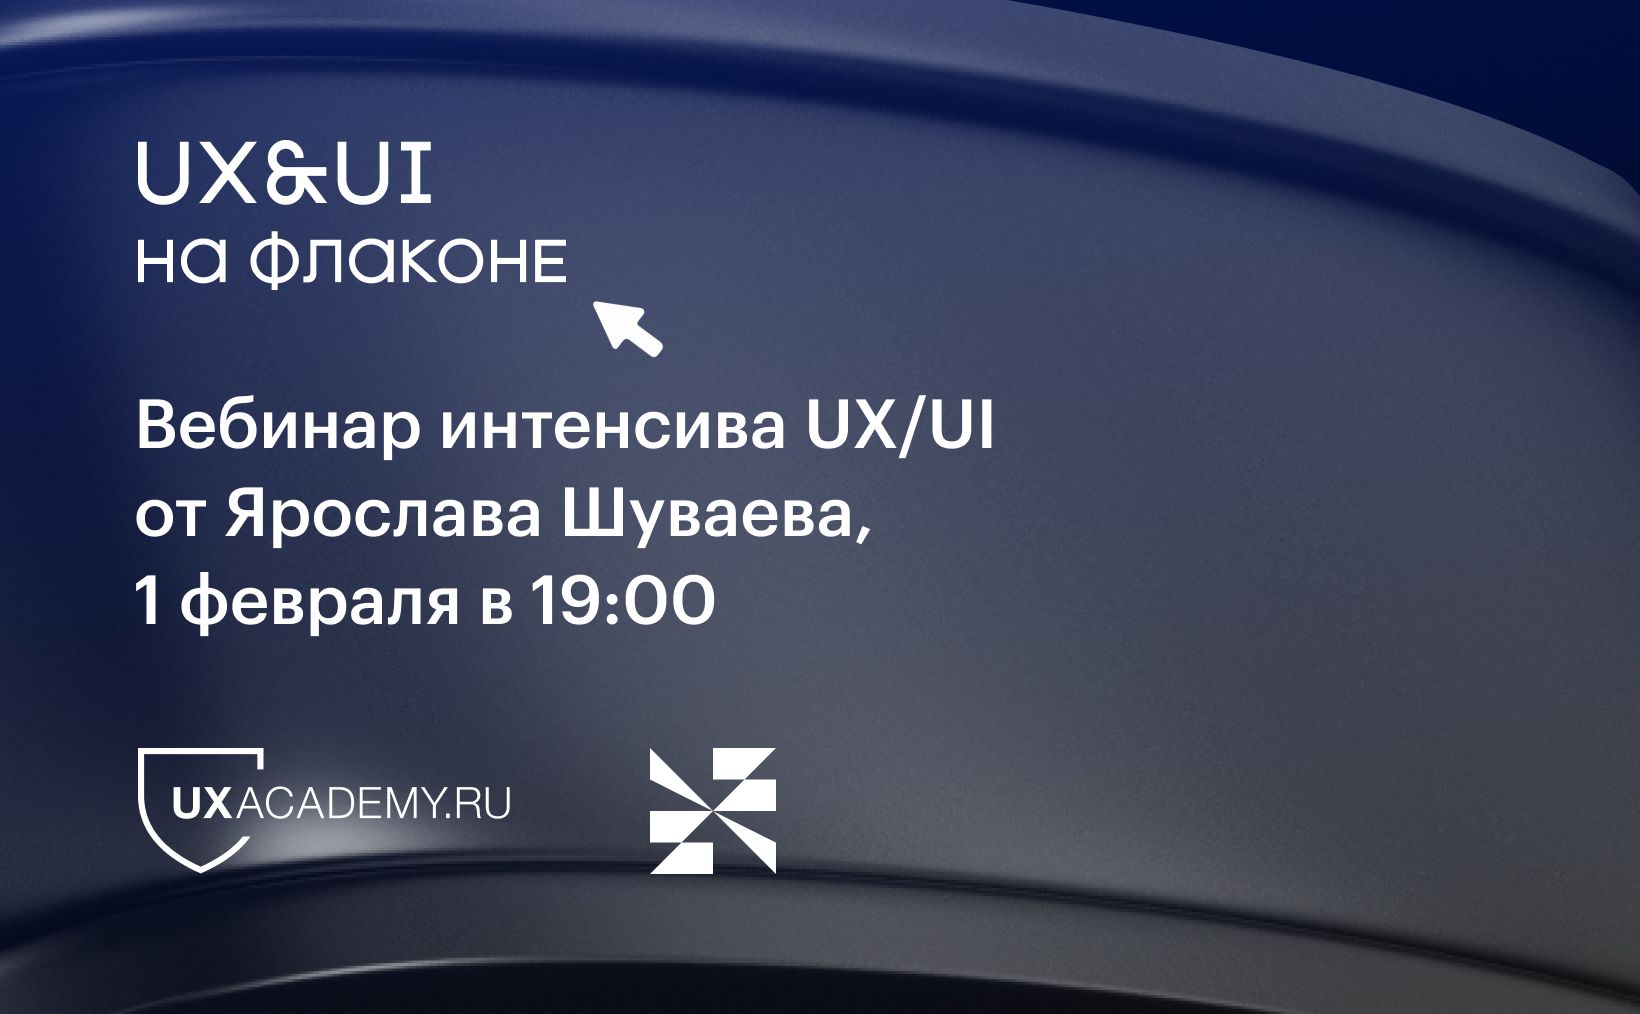 UX&UI
на флаконе
Вебинар интенсива UX/UI
от Ярослава Шуваева,
1 февраля в 19:00
UXACADEMY.RU